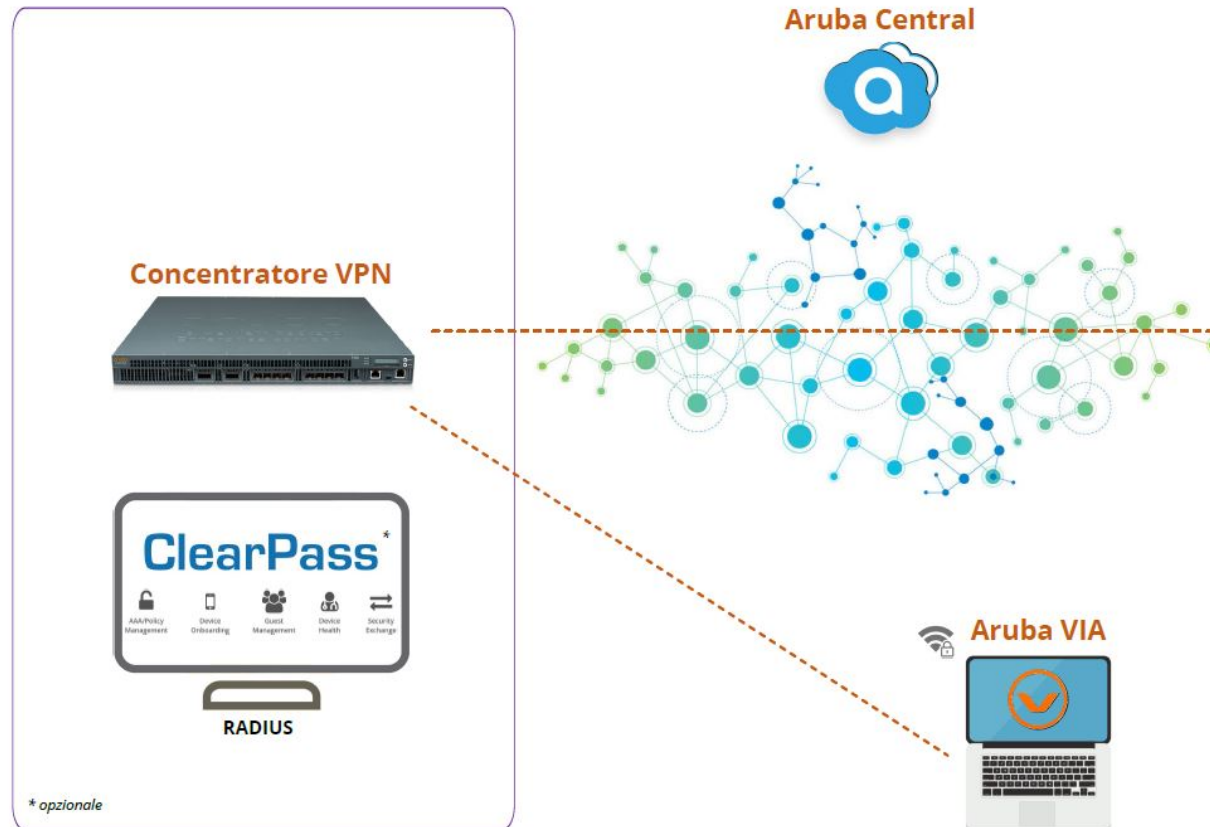 Aruba Central
Concentratore VPN
ClearPass*
AAA/Policy
Management
Device
Onboarding
Guest
Management
Device
Health
Security
Exchange
RADIUS
Aruba VIA
* opzionale